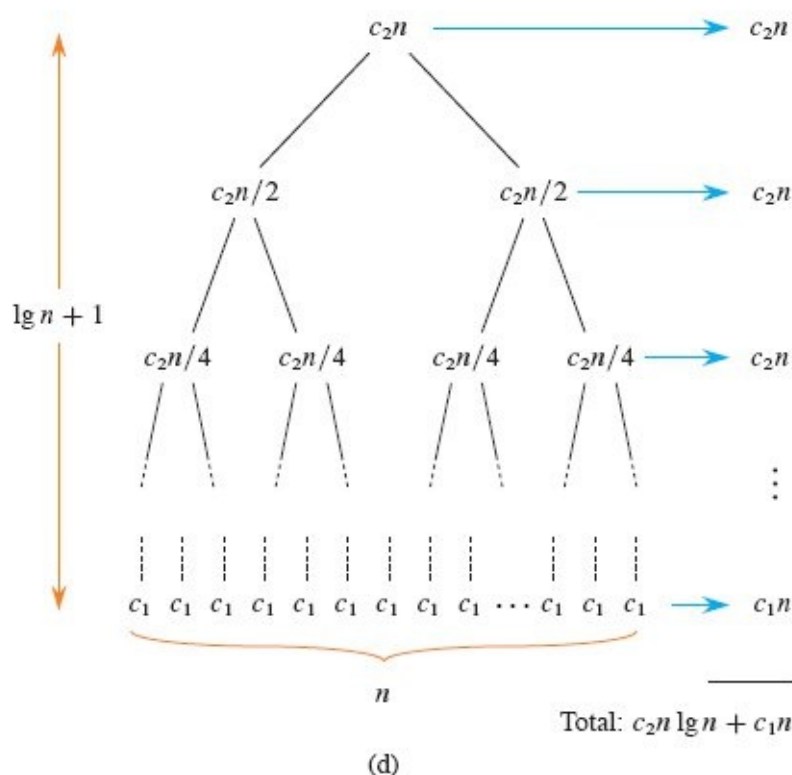 c₂n c₂n
c₂n/2 c₂n/2 c₂n
lg n + 1
c₂n/4 c₂n/4 c₂n/4 c₂n/4 c₂n
⋮
c₁ c₁ c₁ c₁ c₁ c₁ c₁ c₁ c₁ ⋯ c₁ c₁ c₁ c₁n
n
Total: c₂n lg n + c₁n
(d)